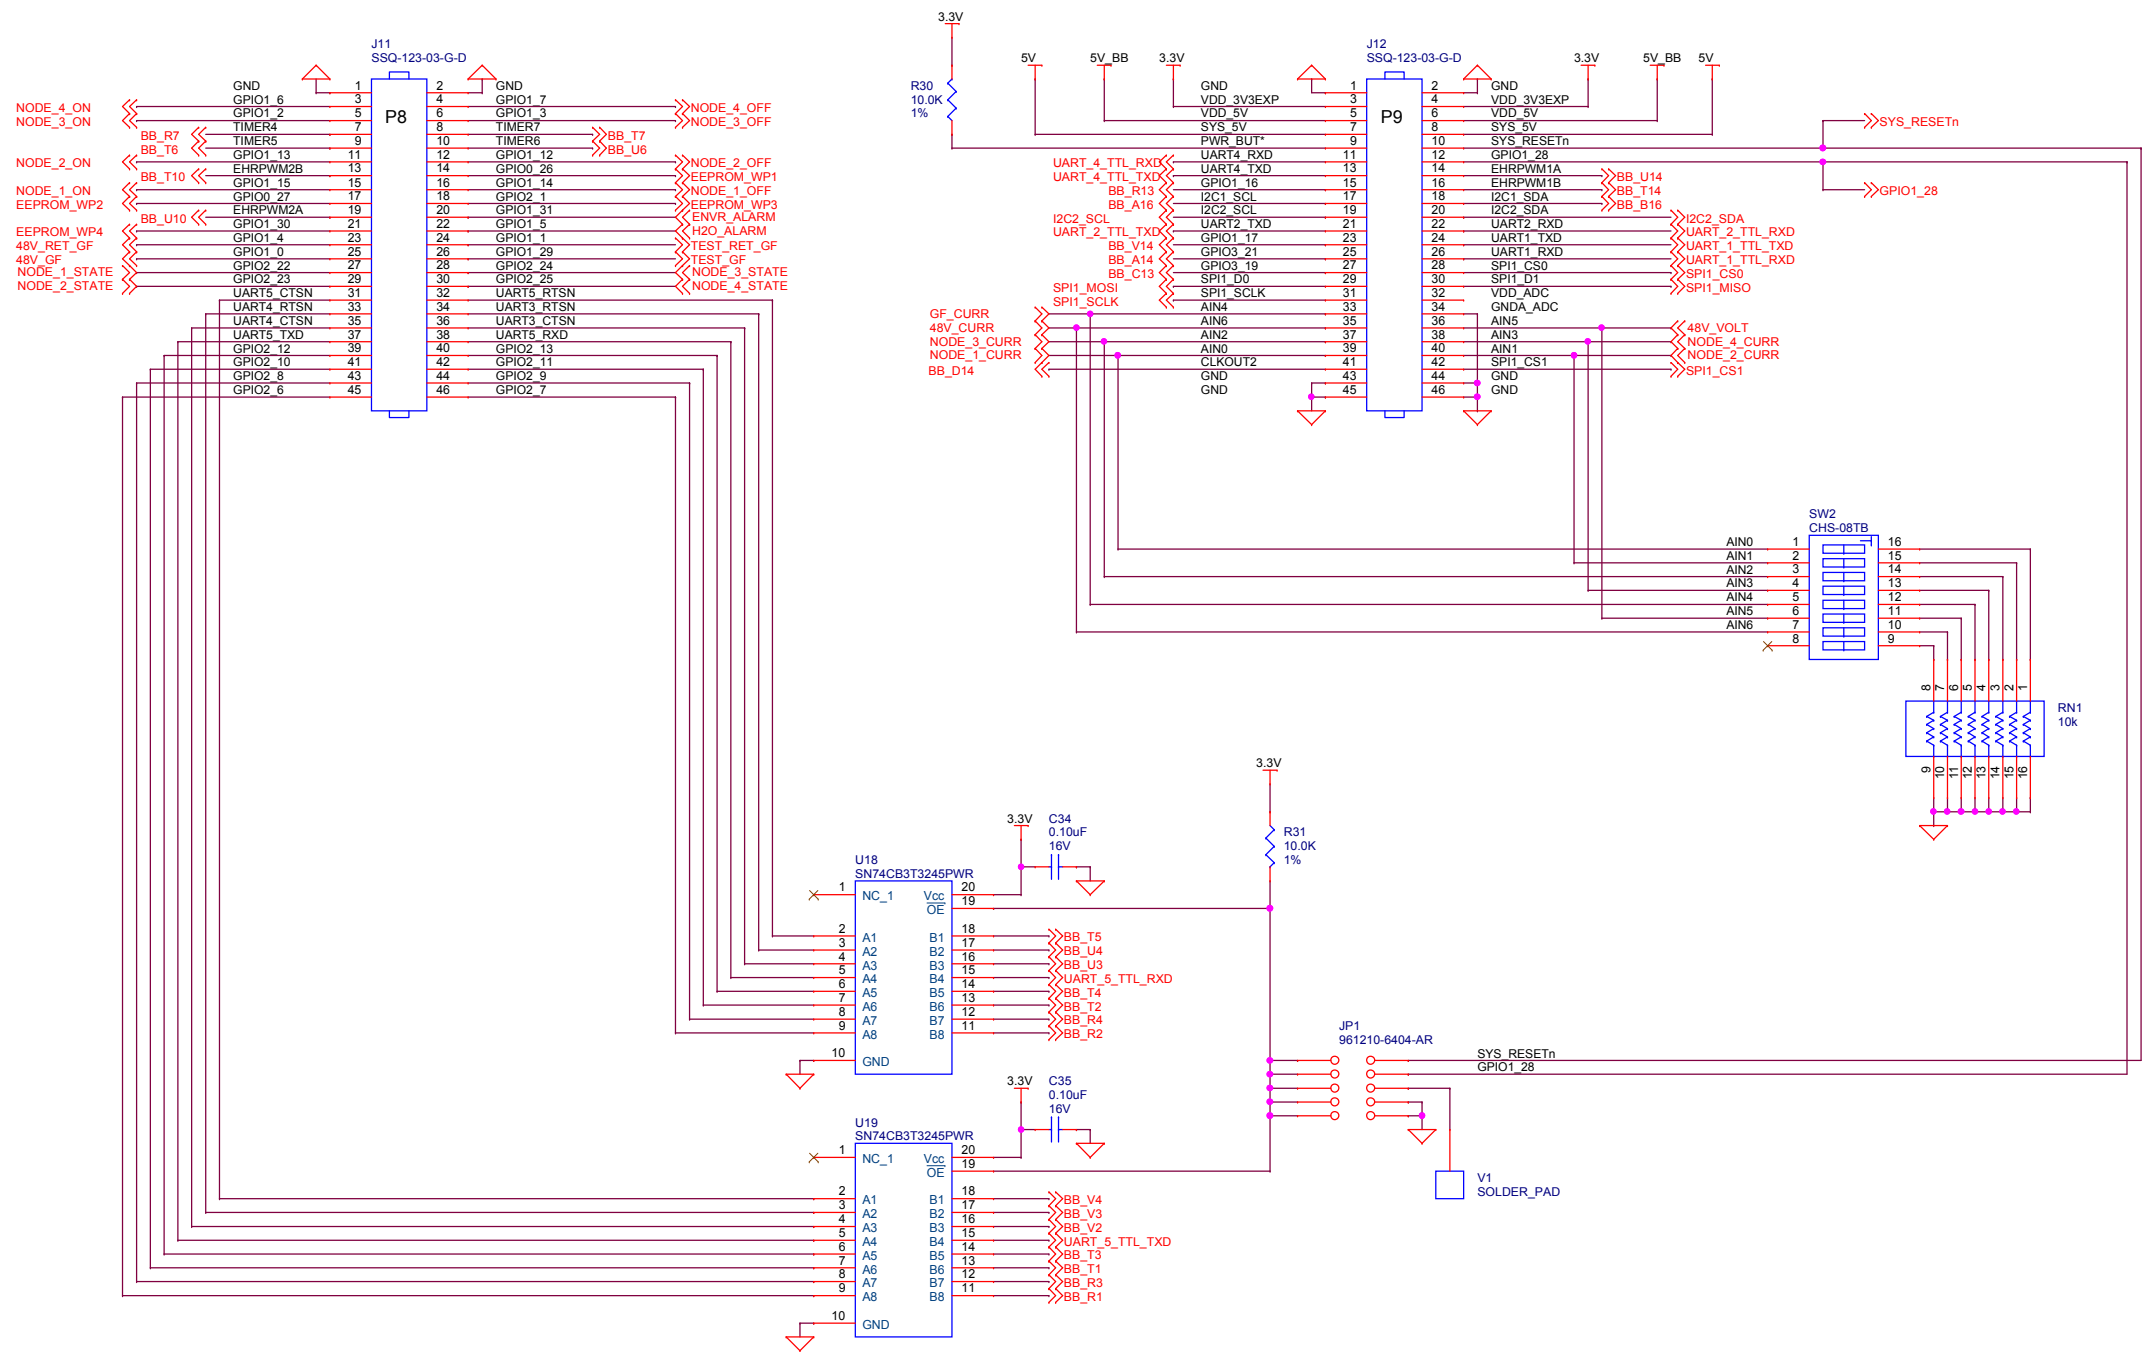 J11
SSQ-123-03-G-D
P8
GND 1 2 GND
NODE_4_ON GPIO1_6 3 4 GPIO1_7 NODE_4_OFF
NODE_3_ON GPIO1_2 5 6 GPIO1_3 NODE_3_OFF
BB_R7 TIMER4 7 8 TIMER7 BB_T7
BB_T6 TIMER5 9 10 TIMER6 BB_U6
NODE_2_ON GPIO1_13 11 12 GPIO1_12 NODE_2_OFF
BB_T10 EHRPWM2B 13 14 GPIO0_26 EEPROM_WP1
NODE_1_ON GPIO1_15 15 16 GPIO1_14 NODE_1_OFF
EEPROM_WP2 GPIO0_27 17 18 GPIO2_1 EEPROM_WP3
BB_U10 EHRPWM2A 19 20 GPIO1_31 ENVR_ALARM
EEPROM_WP4 GPIO1_30 21 22 GPIO1_5 H2O_ALARM
48V_RET_GF GPIO1_4 23 24 GPIO1_1 TEST_RET_GF
48V_GF GPIO1_0 25 26 GPIO1_29 TEST_GF
NODE_1_STATE GPIO2_22 27 28 GPIO2_24 NODE_3_STATE
NODE_2_STATE GPIO2_23 29 30 GPIO2_25 NODE_4_STATE
UART5_CTSN 31 32 UART5_RTSN
UART4_RTSN 33 34 UART3_RTSN
UART4_CTSN 35 36 UART3_CTSN
UART5_TXD 37 38 UART5_RXD
GPIO2_12 39 40 GPIO2_13
GPIO2_10 41 42 GPIO2_11
GPIO2_8 43 44 GPIO2_9
GPIO2_6 45 46 GPIO2_7
3.3V
R30
10.0K
1%
5V 5V_BB 3.3V
J12
SSQ-123-03-G-D
3.3V 5V_BB 5V
P9
GND 1 2 GND
VDD_3V3EXP 3 4 VDD_3V3EXP
VDD_5V 5 6 VDD_5V
SYS_5V 7 8 SYS_5V
PWR_BUT* 9 10 SYS_RESETn SYS_RESETn
UART_4_TTL_RXD UART4_RXD 11 12 GPIO1_28 GPIO1_28
UART_4_TTL_TXD UART4_TXD 13 14 EHRPWM1A BB_U14
BB_R13 GPIO1_16 15 16 EHRPWM1B BB_T14
BB_A16 I2C1_SCL 17 18 I2C1_SDA BB_B16
I2C2_SCL I2C2_SCL 19 20 I2C2_SDA I2C2_SDA
UART_2_TTL_TXD UART2_TXD 21 22 UART2_RXD UART_2_TTL_RXD
BB_V14 GPIO1_17 23 24 UART1_TXD UART_1_TTL_TXD
BB_A14 GPIO3_21 25 26 UART1_RXD UART_1_TTL_RXD
BB_C13 GPIO3_19 27 28 SPI1_CS0 SPI1_CS0
SPI1_MOSI SPI1_D0 29 30 SPI1_D1 SPI1_MISO
SPI1_SCLK SPI1_SCLK 31 32 VDD_ADC
GF_CURR AIN4 33 34 GNDA_ADC
48V_CURR AIN6 35 36 AIN5 48V_VOLT
NODE_3_CURR AIN2 37 38 AIN3 NODE_4_CURR
NODE_1_CURR AIN0 39 40 AIN1 NODE_2_CURR
BB_D14 CLKOUT2 41 42 SPI1_CS1 SPI1_CS1
GND 43 44 GND
GND 45 46 GND
SW2
CHS-08TB
AIN0 1 16
AIN1 2 15
AIN2 3 14
AIN3 4 13
AIN4 5 12
AIN5 6 11
AIN6 7 10
8 9
8 7 6 5 4 3 2 1
RN1
10k
9 10 11 12 13 14 15 16
3.3V
R31
10.0K
1%
3.3V
C34
0.10uF
16V
U18
SN74CB3T3245PWR
1 NC_1 Vcc 20
OE 19
2 A1 B1 18 BB_T5
3 A2 B2 17 BB_U4
4 A3 B3 16 BB_U3
5 A4 B4 15 UART_5_TTL_RXD
6 A5 B5 14 BB_T4
7 A6 B6 13 BB_T2
8 A7 B7 12 BB_R4
9 A8 B8 11 BB_R2
10 GND
JP1
961210-6404-AR
SYS_RESETn
GPIO1_28
V1
SOLDER_PAD
3.3V
C35
0.10uF
16V
U19
SN74CB3T3245PWR
1 NC_1 Vcc 20
OE 19
2 A1 B1 18 BB_V4
3 A2 B2 17 BB_V3
4 A3 B3 16 BB_V2
5 A4 B4 15 UART_5_TTL_TXD
6 A5 B5 14 BB_T3
7 A6 B6 13 BB_T1
8 A7 B7 12 BB_R3
9 A8 B8 11 BB_R1
10 GND